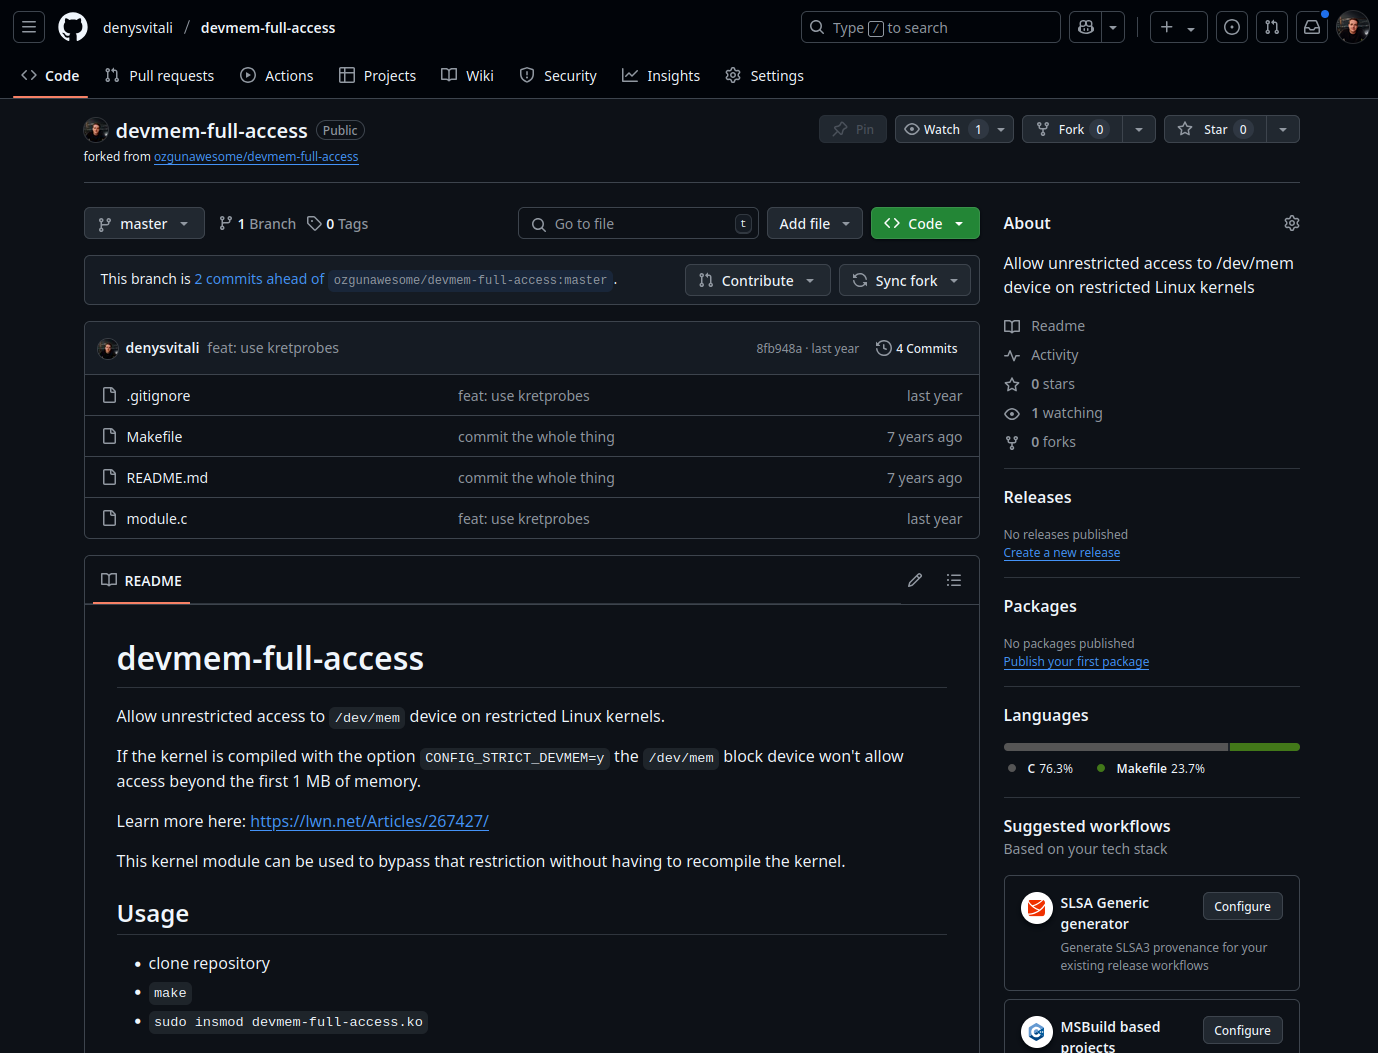 denysvitali / devmem-full-access
Type / to search
Code
Pull requests
Actions
Projects
Wiki
Security
Insights
Settings
devmem-full-access Public
forked from ozgunawesome/devmem-full-access
Pin
Watch 1
Fork 0
Star 0
master
1 Branch
0 Tags
Go to file t
Add file
Code
This branch is 2 commits ahead of ozgunawesome/devmem-full-access:master.
Contribute
Sync fork
denysvitali feat: use kretprobes 8fb948a · last year 4 Commits
.gitignore feat: use kretprobes last year
Makefile commit the whole thing 7 years ago
README.md commit the whole thing 7 years ago
module.c feat: use kretprobes last year
README
devmem-full-access
Allow unrestricted access to /dev/mem device on restricted Linux kernels.
If the kernel is compiled with the option CONFIG_STRICT_DEVMEM=y the /dev/mem block device won't allow
access beyond the first 1 MB of memory.
Learn more here: https://lwn.net/Articles/267427/
This kernel module can be used to bypass that restriction without having to recompile the kernel.
Usage
clone repository
make
sudo insmod devmem-full-access.ko
About
Allow unrestricted access to /dev/mem
device on restricted Linux kernels
Readme
Activity
0 stars
1 watching
0 forks
Releases
No releases published
Create a new release
Packages
No packages published
Publish your first package
Languages
C 76.3% Makefile 23.7%
Suggested workflows
Based on your tech stack
SLSA Generic
generator
Configure
Generate SLSA3 provenance for your
existing release workflows
MSBuild based
projects
Configure